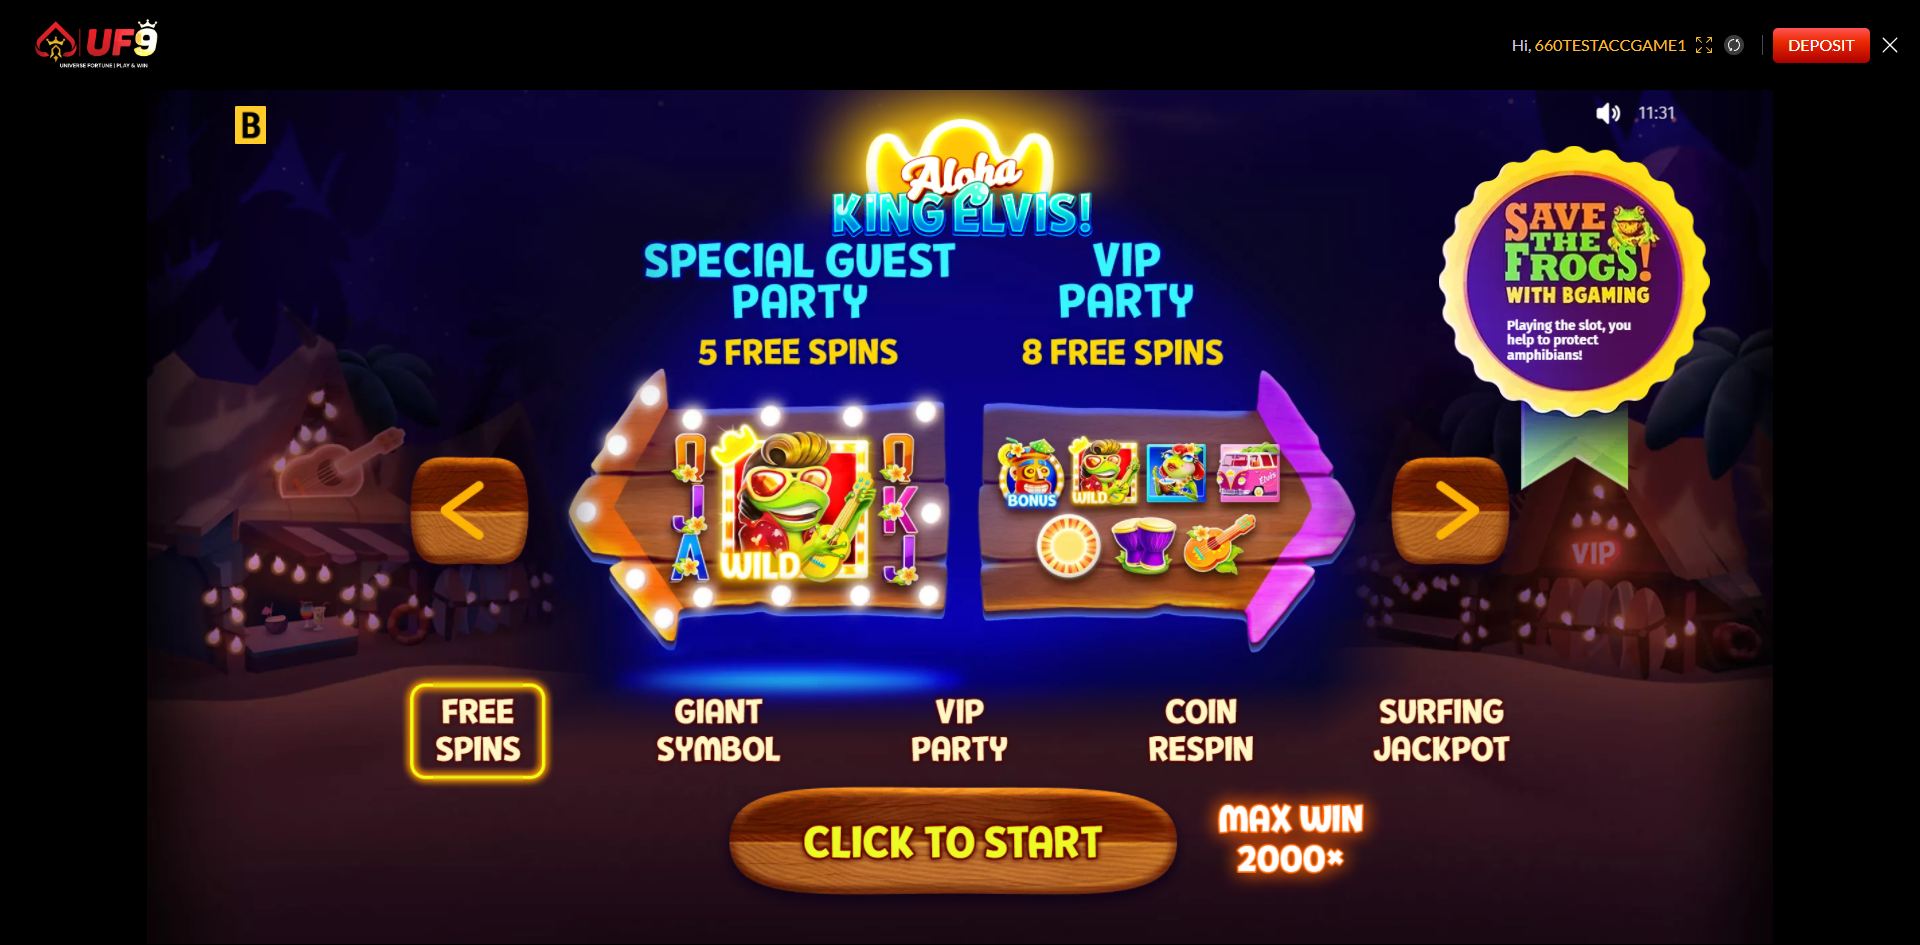 UF9
UNIVERSE FORTUNE | PLAY & WIN
Hi, 660TESTACCGAME1
DEPOSIT
B
11:31
Aloha
KING ELVIS!
SPECIAL GUEST
PARTY
5 FREE SPINS
VIP
PARTY
8 FREE SPINS
SAVE
THE
FROGS!
WITH BGAMING
Playing the slot, you
help to protect
amphibians!
Q
J
A
WILD
Q
K
J
BONUS
WILD
Elvis
VIP
FREE
SPINS
GIANT
SYMBOL
VIP
PARTY
COIN
RESPIN
SURFING
JACKPOT
CLICK TO START
MAX WIN
2000×